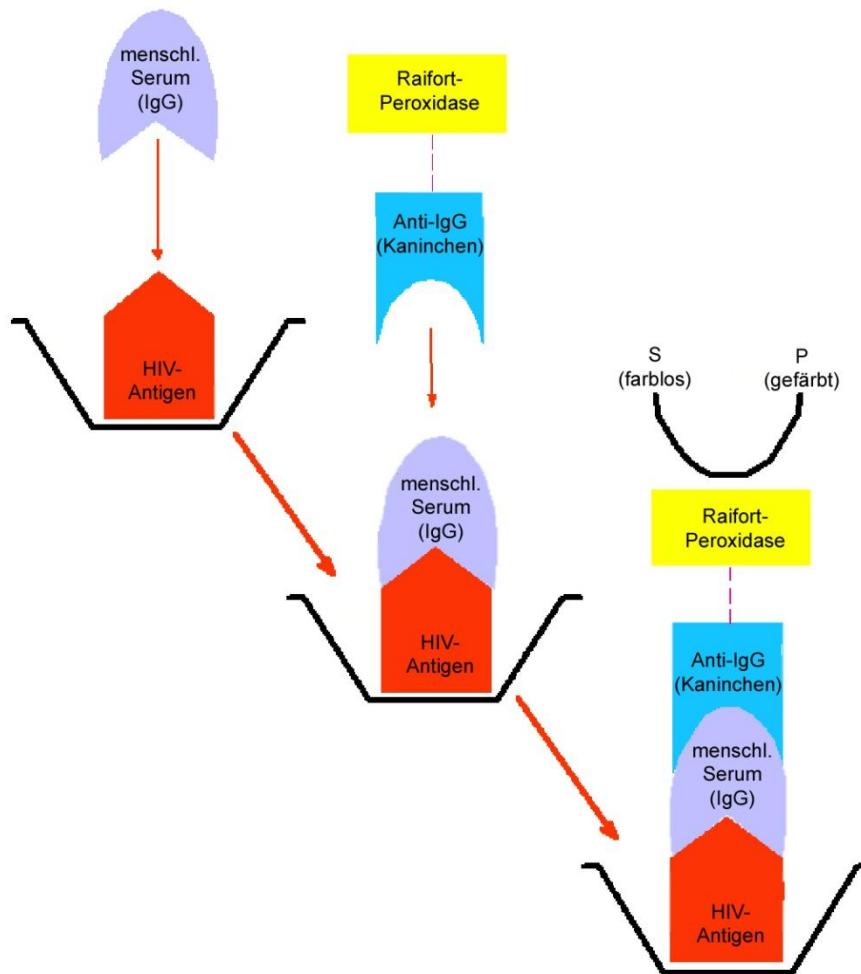 menschl.
Serum
(IgG)
Raifort-
Peroxidase
Anti-IgG
(Kaninchen)
HIV-
Antigen
S
(farblos)
P
(gefärbt)
menschl.
Serum
(IgG)
HIV-
Antigen
Raifort-
Peroxidase
Anti-IgG
(Kaninchen)
menschl.
Serum
(IgG)
HIV-
Antigen